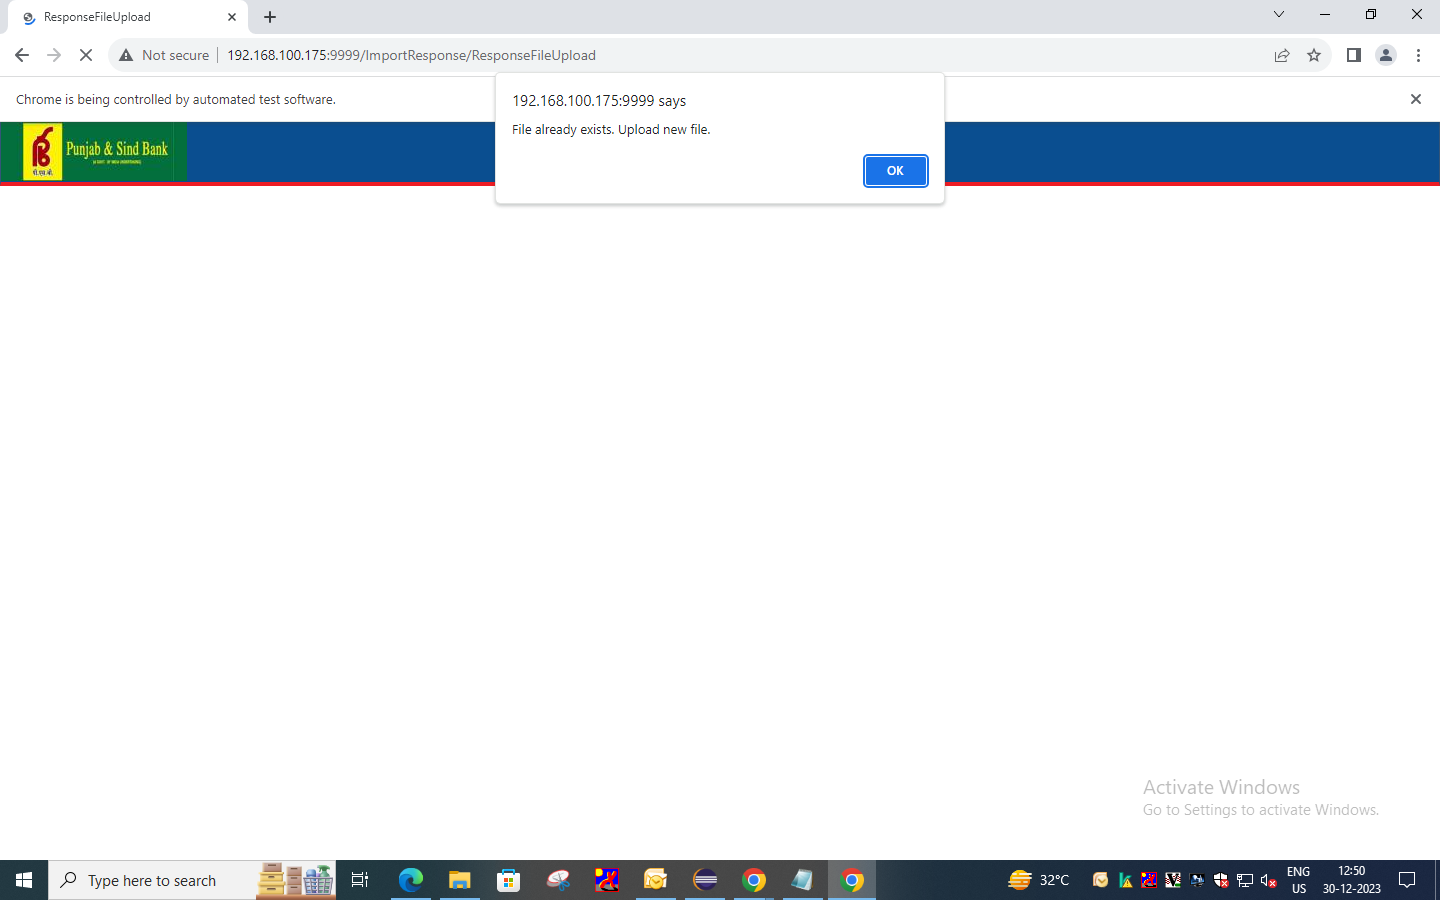 ResponseFileUpload
Not secure
192.168.100.175:9999/ImportResponse/ResponseFileUpload
Chrome is being controlled by automated test software.
192.168.100.175:9999 says
File already exists. Upload new file.
OK
Punjab & Sind Bank
पी.एस.बी.
Activate Windows
Go to Settings to activate Windows.
Type here to search
32°C
ENG
US
12:50
30-12-2023